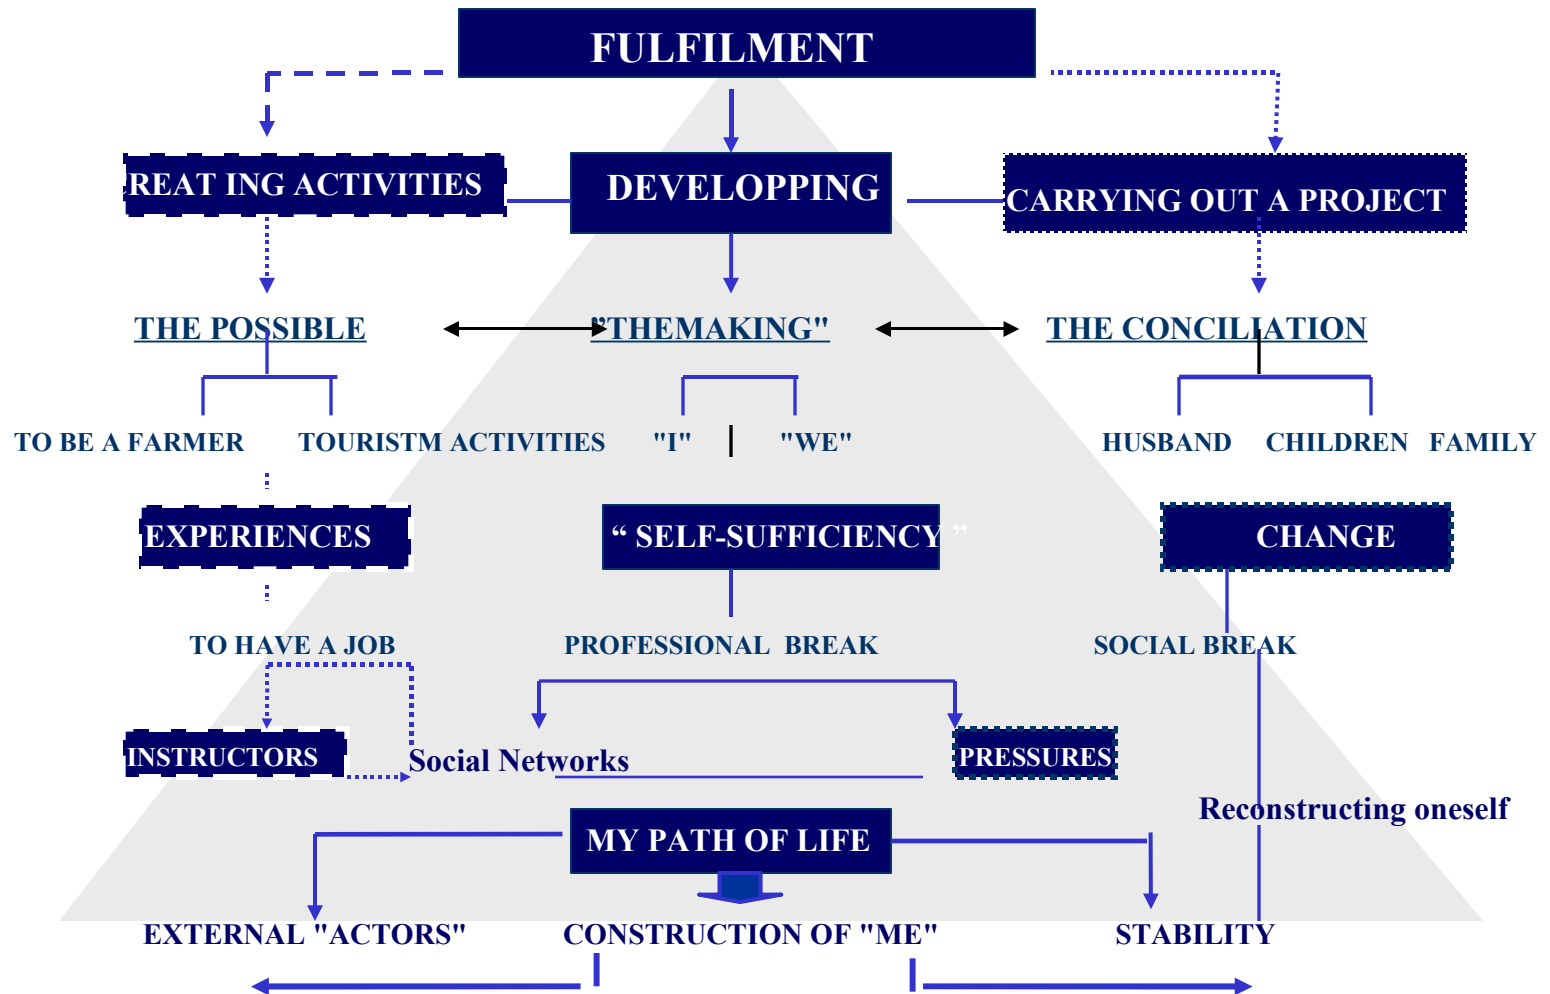 FULFILMENT
REAT ING ACTIVITIES
DEVELOPPING
CARRYING OUT A PROJECT
THE POSSIBLE
”THEMAKING"
THE CONCILIATION
TO BE A FARMER
TOURISTM ACTIVITIES
"I"
"WE"
HUSBAND
CHILDREN
FAMILY
EXPERIENCES
“ SELF-SUFFICIENCY ”
CHANGE
TO HAVE A JOB
PROFESSIONAL BREAK
SOCIAL BREAK
INSTRUCTORS
Social Networks
PRESSURES
Reconstructing oneself
MY PATH OF LIFE
EXTERNAL "ACTORS"
CONSTRUCTION OF "ME"
STABILITY